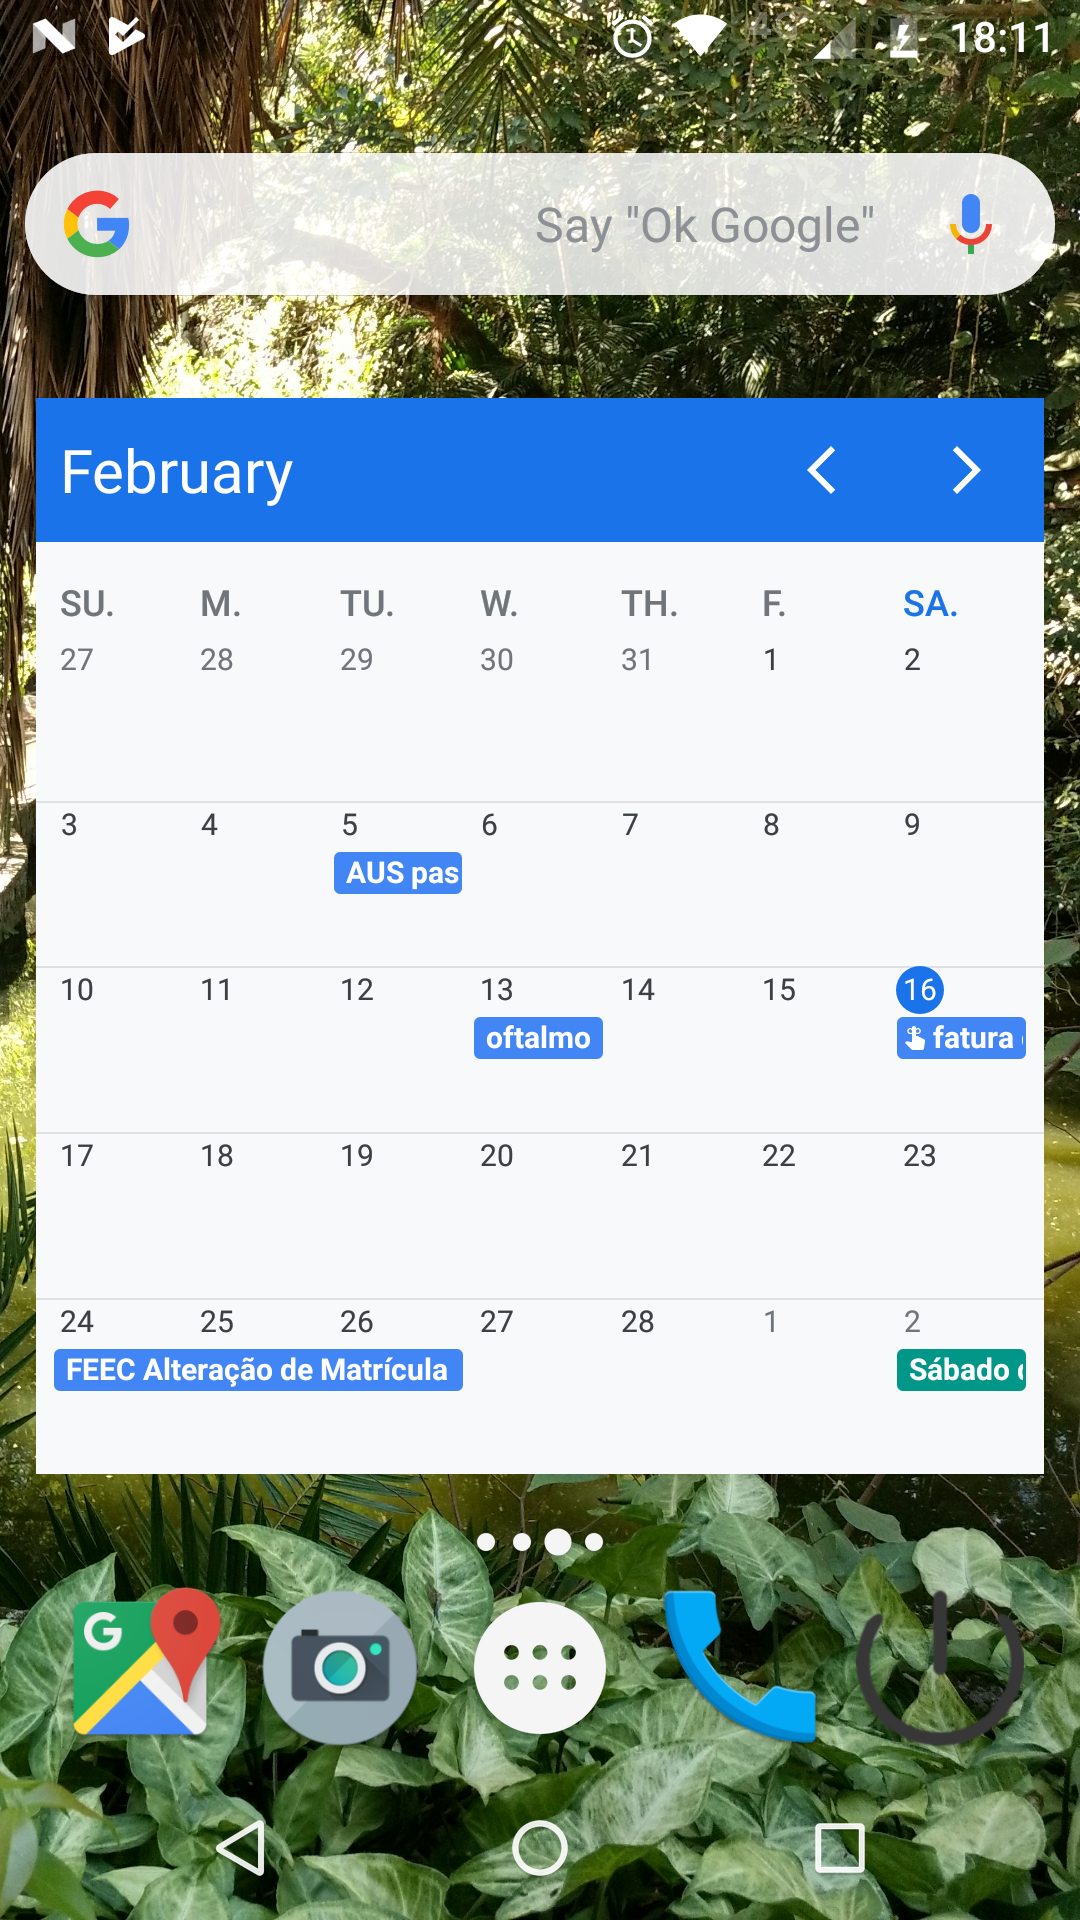 18:11
Say "Ok Google"
February
SU. M. TU. W. TH. F. SA.
27 28 29 30 31 1 2
3 4 5 6 7 8 9
AUS pas
10 11 12 13 14 15 16
oftalmo fatura
17 18 19 20 21 22 23
24 25 26 27 28 1 2
FEEC Alteração de Matrícula Sábado